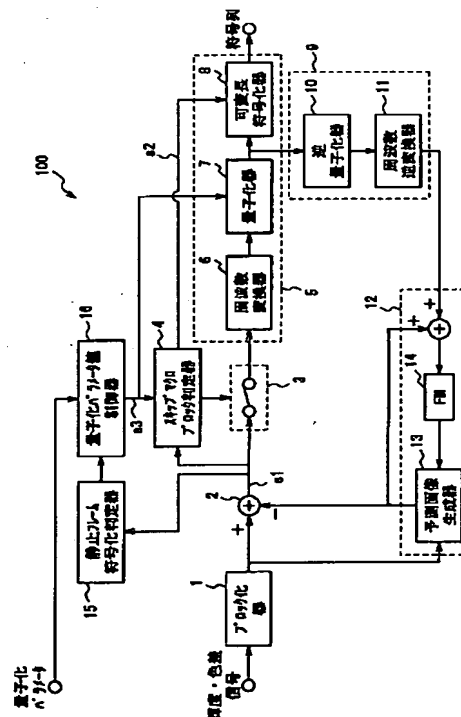 100
量子化
パラメータ
静止フレーム
符号化判定器
15
量子化パラメータ値
制御器
16
a3
スキップマクロ
ブロック判定器
4
a2
輝度・色差
信号
ブロック化
器
1
+
-
2
s1
3
周波数
変換器
6
量子化器
7
可変長
符号化器
8
符号列
5
9
逆
量子化器
10
周波数
逆変換器
11
12
予測画像
生成器
13
FM
14
+
+